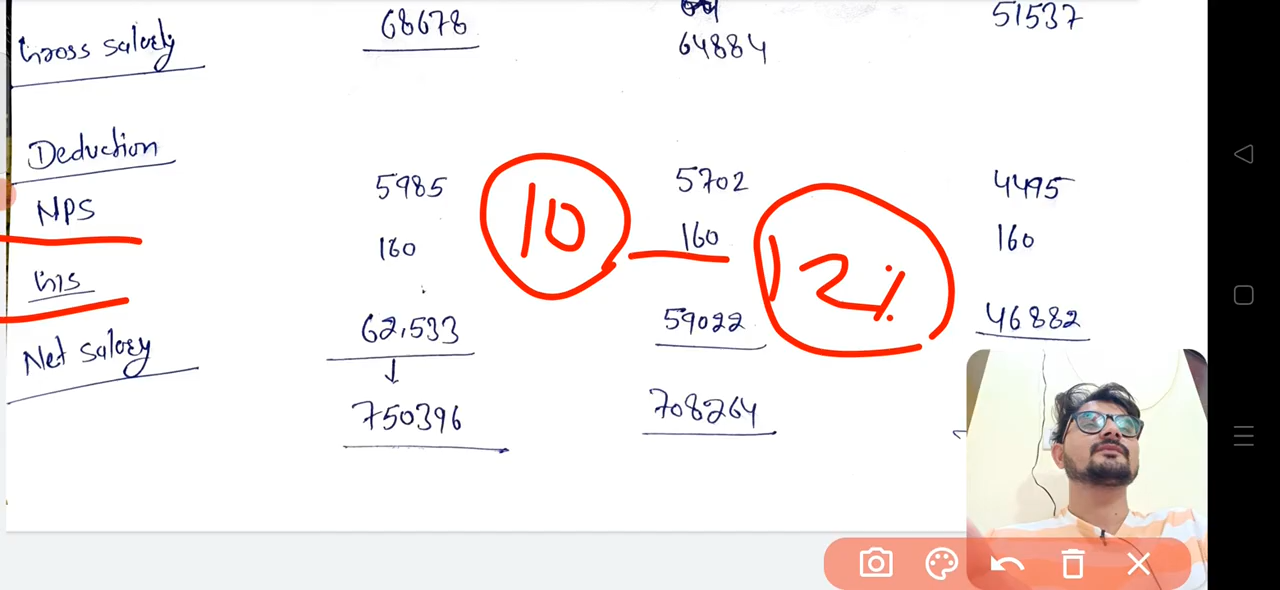 Gross salary 68678 64884 51537
Deduction
NPS 5985 5702 4495
GIS 160 160 160
10
12%
Net salary 62,533 59022 46882
750396 708264